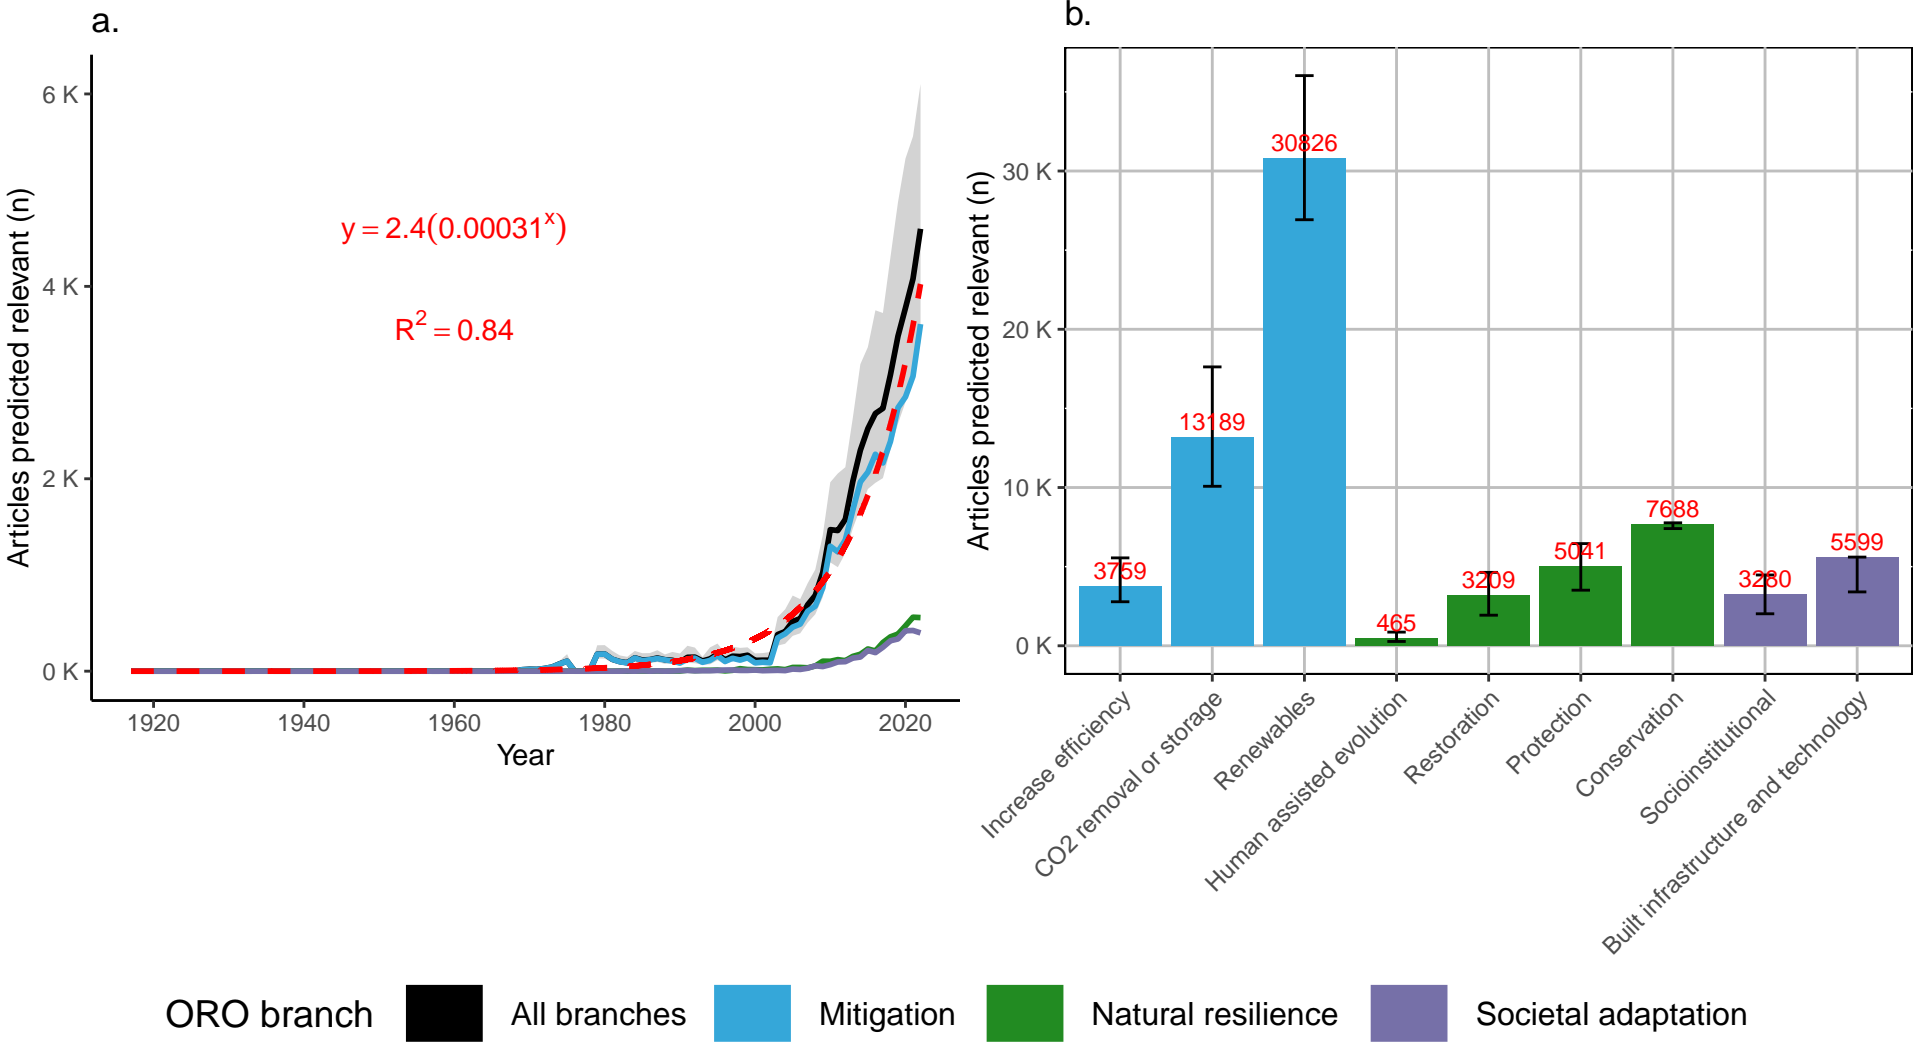 a.
Articles predicted relevant (n)
6 K
4 K
2 K
0 K
y = 2.4(0.00031^x)
R² = 0.84
1920 1940 1960 1980 2000 2020
Year
b.
Articles predicted relevant (n)
30 K
20 K
10 K
0 K
3759
13189
30826
465
3209
5041
7688
3280
5599
Increase efficiency
CO2 removal or storage
Renewables
Human assisted evolution
Restoration
Protection
Conservation
Socioinstitutional
Built infrastructure and technology
ORO branch All branches Mitigation Natural resilience Societal adaptation